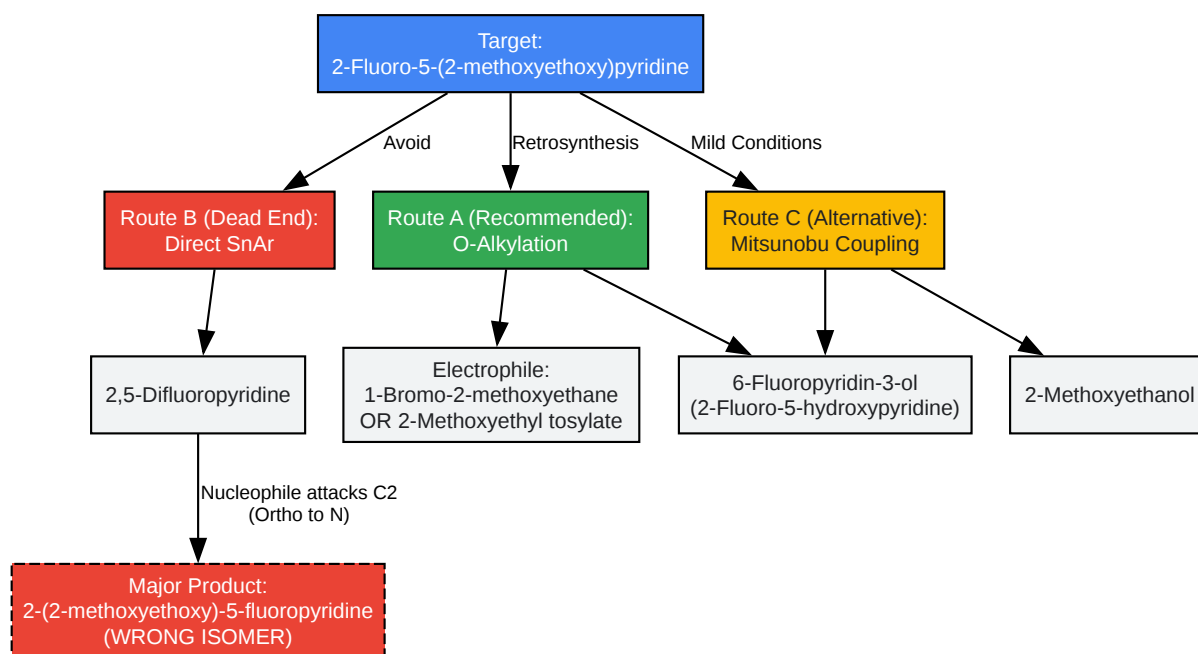 Target:
2-Fluoro-5-(2-methoxyethoxy)pyridine
Avoid
Retrosynthesis
Mild Conditions
Route B (Dead End):
Direct SnAr
Route A (Recommended):
O-Alkylation
Route C (Alternative):
Mitsunobu Coupling
2,5-Difluoropyridine
Electrophile:
1-Bromo-2-methoxyethane
OR 2-Methoxyethyl tosylate
6-Fluoropyridin-3-ol
(2-Fluoro-5-hydroxypyridine)
2-Methoxyethanol
Nucleophile attacks C2
(Ortho to N)
Major Product:
2-(2-methoxyethoxy)-5-fluoropyridine
(WRONG ISOMER)